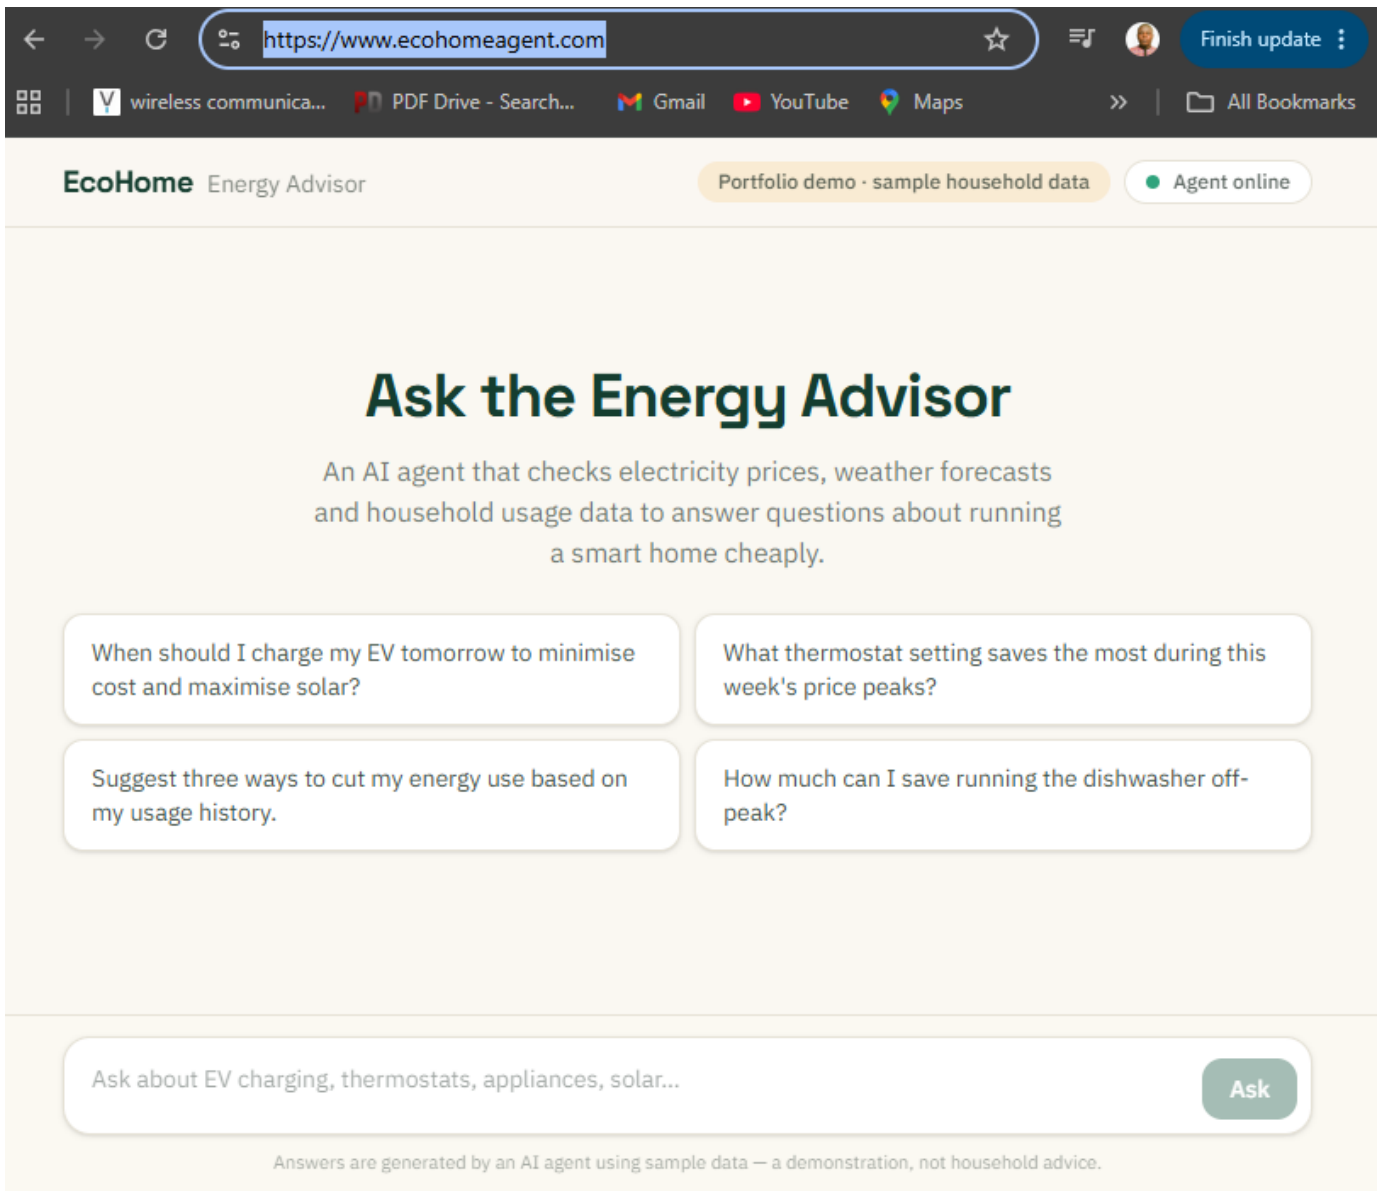 https://www.ecohomeagent.com
Finish update
wireless communica...
PDF Drive - Search...
Gmail
YouTube
Maps
All Bookmarks
EcoHome Energy Advisor
Portfolio demo · sample household data
Agent online
Ask the Energy Advisor
An AI agent that checks electricity prices, weather forecasts
and household usage data to answer questions about running
a smart home cheaply.
When should I charge my EV tomorrow to minimise
cost and maximise solar?
What thermostat setting saves the most during this
week's price peaks?
Suggest three ways to cut my energy use based on
my usage history.
How much can I save running the dishwasher off-
peak?
Ask about EV charging, thermostats, appliances, solar...
Ask
Answers are generated by an AI agent using sample data — a demonstration, not household advice.